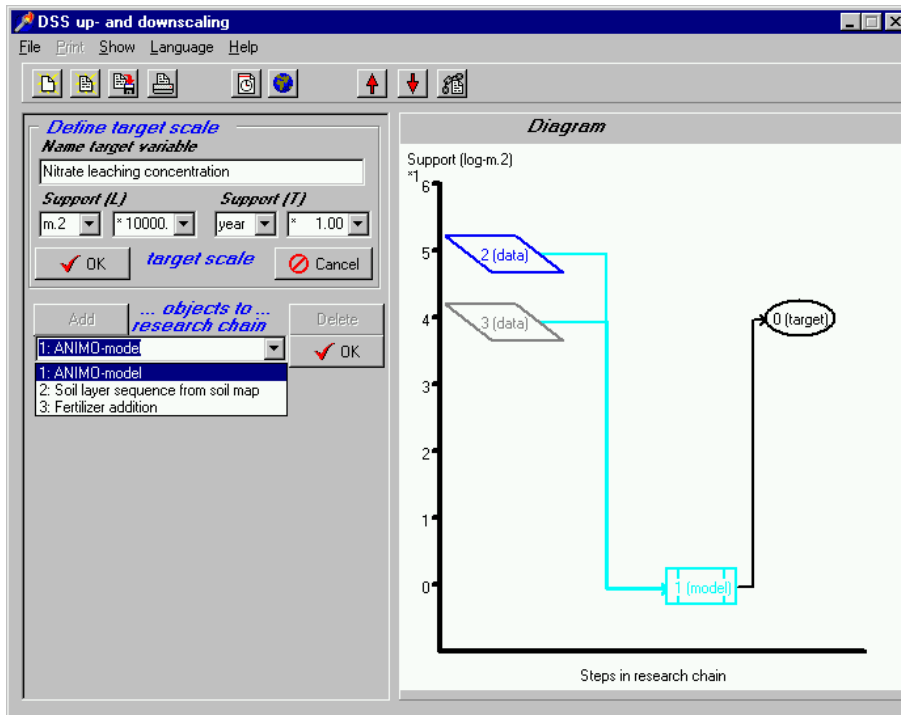 DSS up- and downscaling
File Print Show Language Help
Define target scale
Name target variable
Nitrate leaching concentration
Support (L) Support (T)
m.2 * 10000. year * 1.00
OK target scale Cancel
Add ... objects to ... research chain Delete
1: ANIMO-model OK
1: ANIMO-model
2: Soil layer sequence from soil map
3: Fertilizer addition
Diagram
Support (log-m.2)
*1
6
5
4
3
2
1
0
2 (data)
3 (data)
0 (target)
1 (model)
Steps in research chain